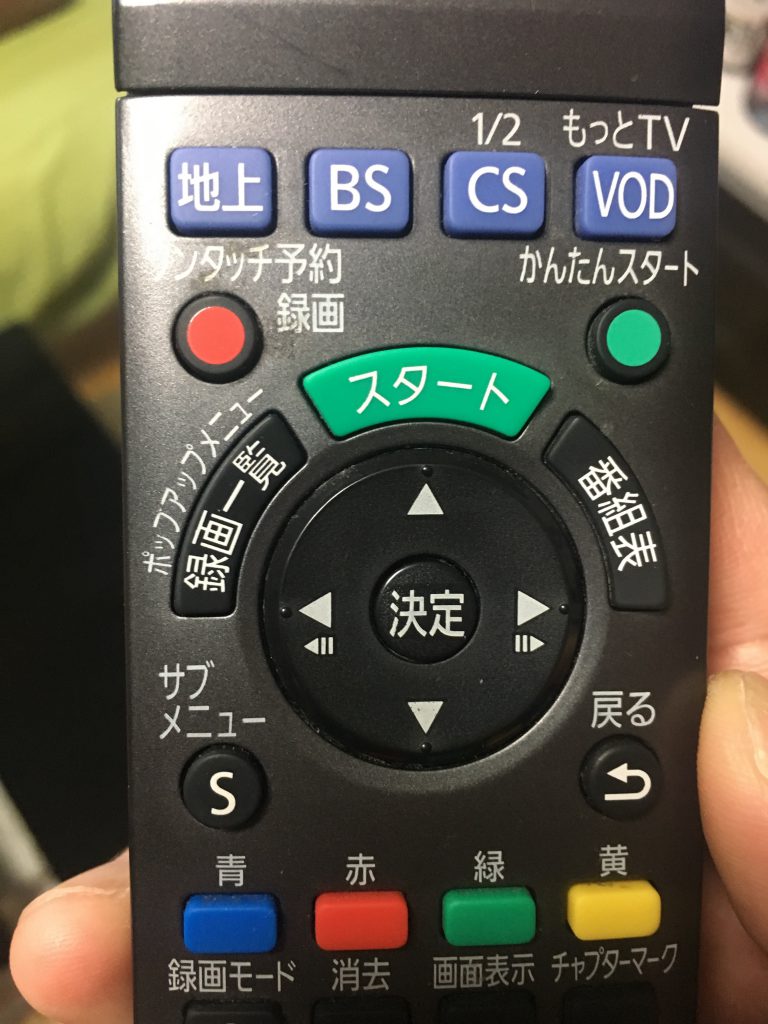 1/2 もっとTV
地上 BS CS VOD
ンタッチ予約 かんたんスタート
録画
スタート
ポップアップメニュー
録画一覧
番組表
決定
サブ
メニュー
戻る
S
青 赤 緑 黄
録画モード 消去 画面表示 チャプターマーク